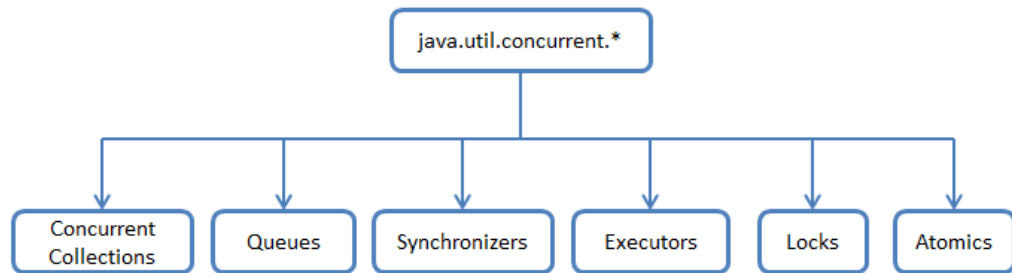 java.util.concurrent.*
Concurrent
Collections
Queues
Synchronizers
Executors
Locks
Atomics